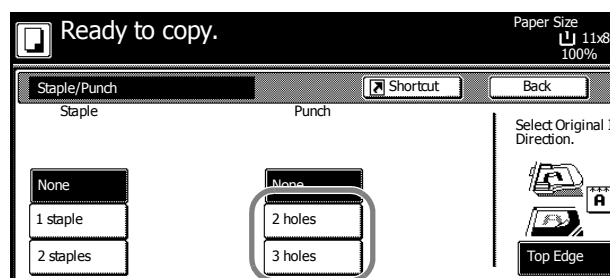 Ready to copy.
Paper Size
11x8
100%
Staple/Punch
Shortcut
Back
Staple
Punch
Select Original
Direction.
None
None
1 staple
2 holes
2 staples
3 holes
A
Top Edge